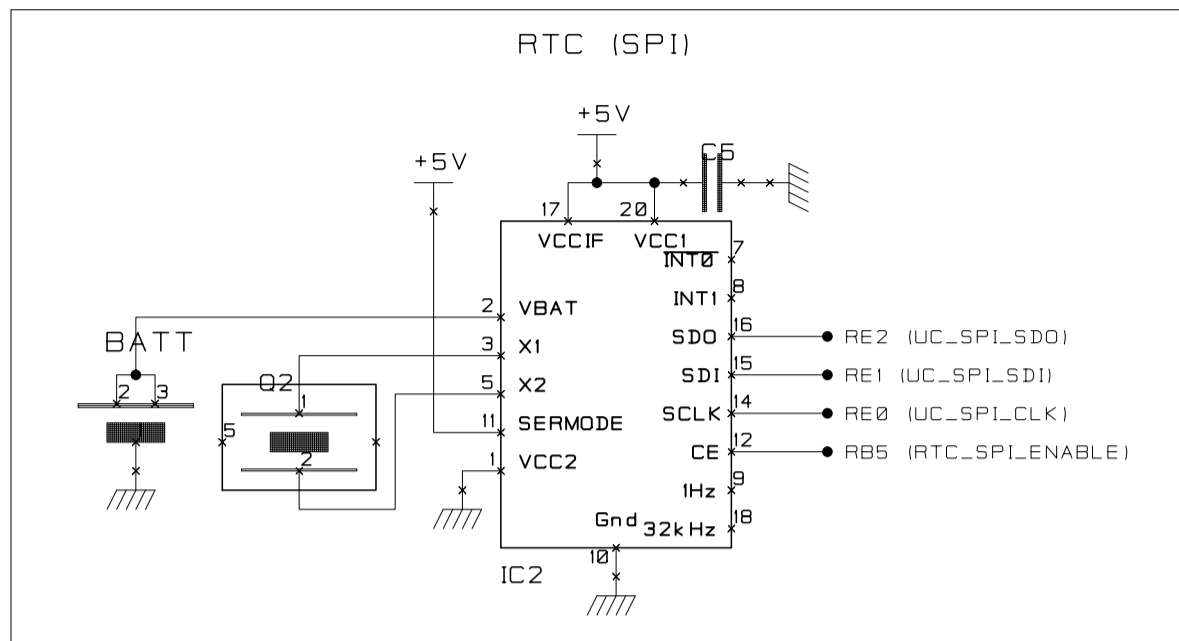 RTC (SPI)
+5V
+5V
C5
17
20
VCCIF
VCC1
7
INT0
8
INT1
2
VBAT
16
SDO
RE2 (UC_SPI_SDO)
BATT
3
X1
15
SDI
RE1 (UC_SPI_SDI)
2
3
Q2
5
X2
1
14
SCLK
RE0 (UC_SPI_CLK)
5
11
SERMODE
12
CE
RB5 (RTC_SPI_ENABLE)
2
1
VCC2
9
1Hz
Gnd
18
32kHz
10
IC2